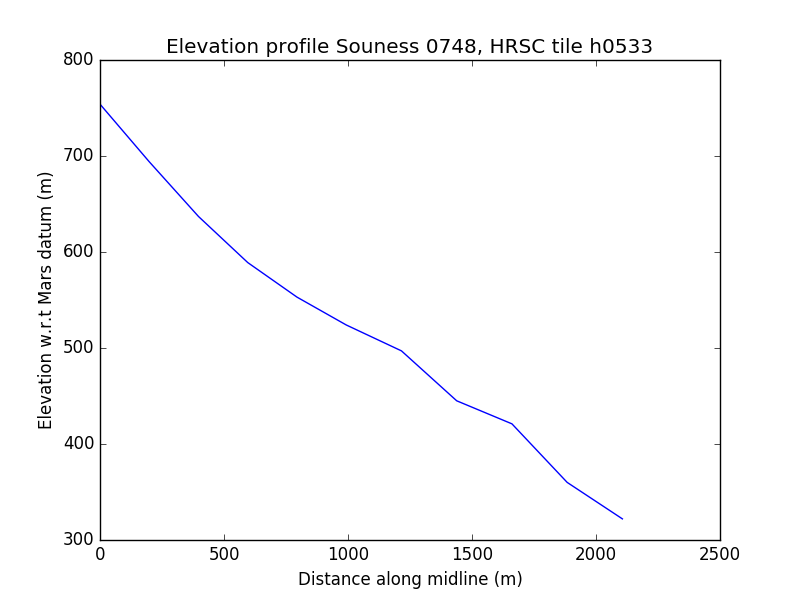 Elevation profile Souness 0748, HRSC tile h0533
800
700
600
500
400
300
Elevation w.r.t Mars datum (m)
0 500 1000 1500 2000 2500
Distance along midline (m)